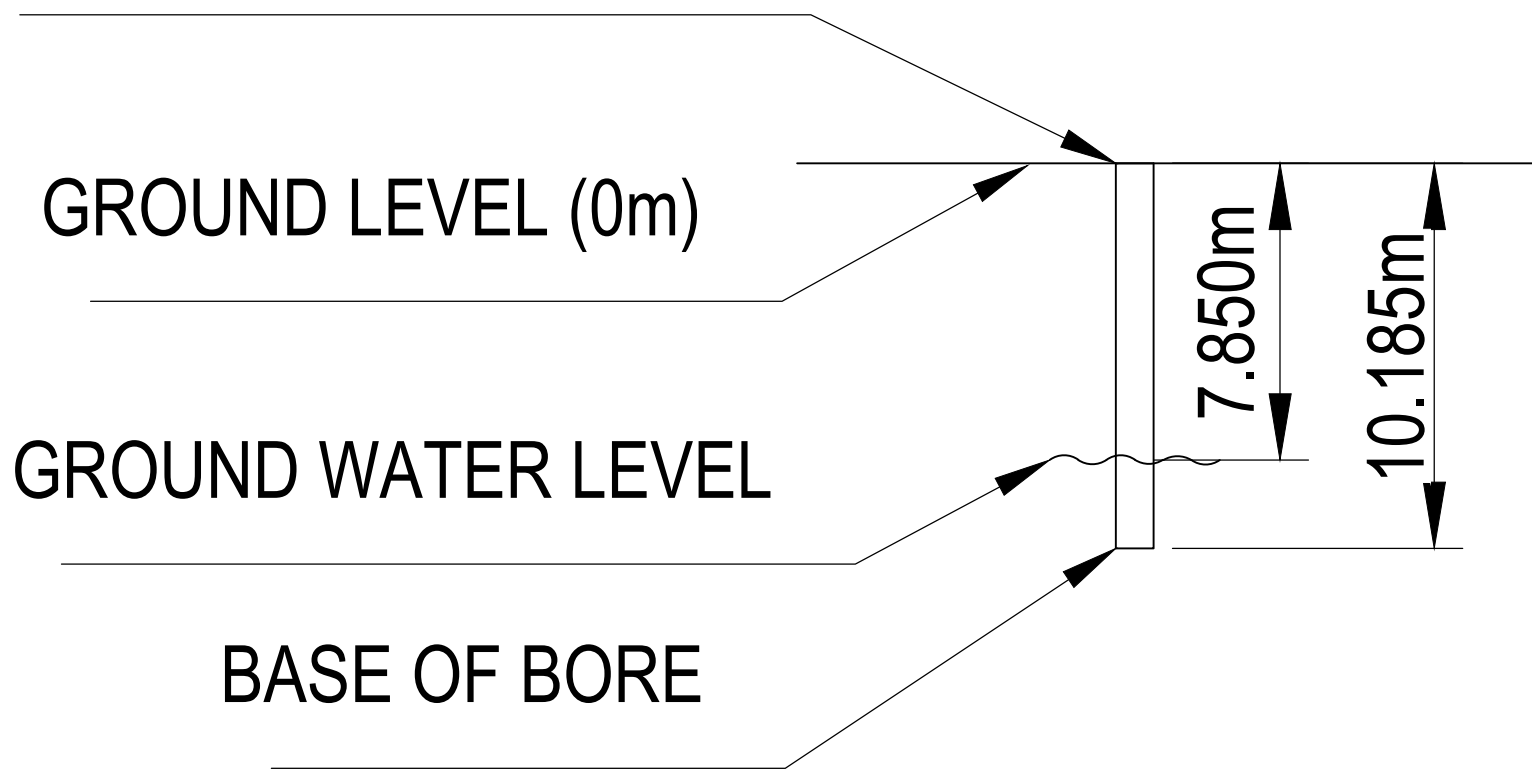 GROUND LEVEL (0m)
GROUND WATER LEVEL
BASE OF BORE
7.850m
10.185m